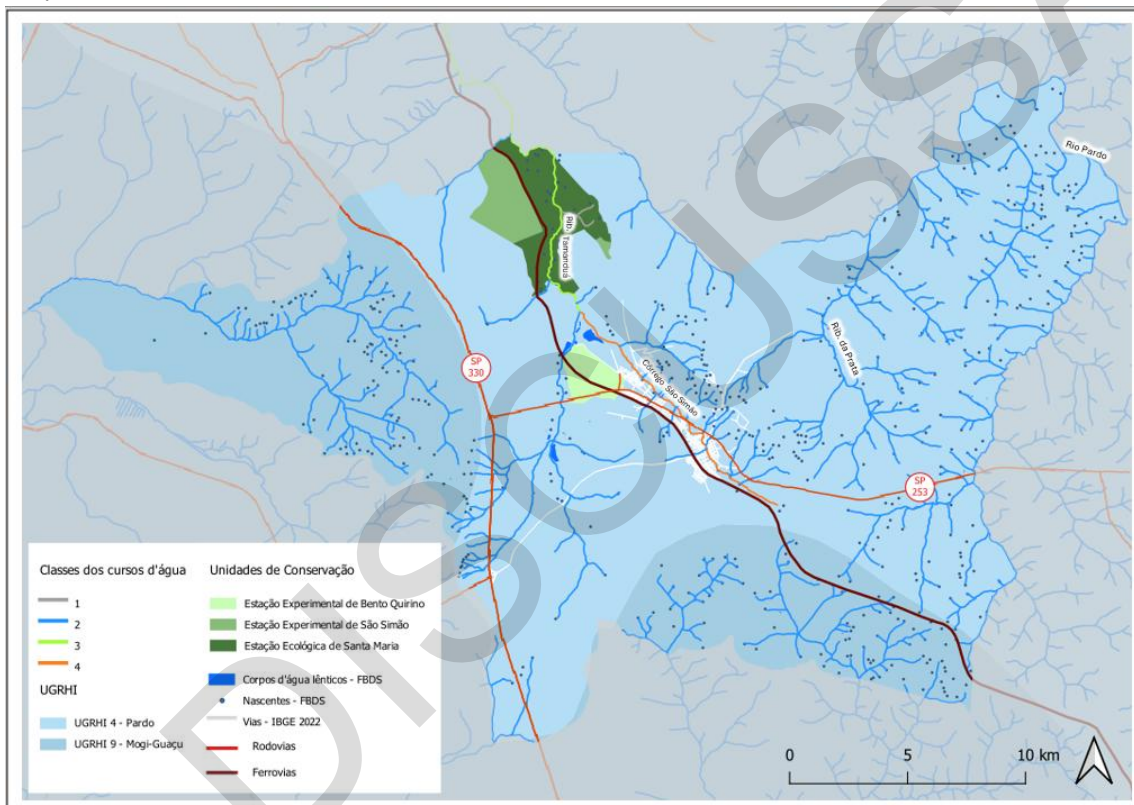 Rio Pardo
Rib. Tamanduá
Rib. da Prata
SP
330
Córrego São Simão
SP
253
Classes dos cursos d'água
1
2
3
4
UGRHI
UGRHI 4 - Pardo
UGRHI 9 - Mogi-Guaçu
Unidades de Conservação
Estação Experimental de Bento Quirino
Estação Experimental de São Simão
Estação Ecológica de Santa Maria
Corpos d'água lênticos - FBDS
Nascentes - FBDS
Vias - IBGE 2022
Rodovias
Ferrovias
0 5 10 km
DISCUSSÃ